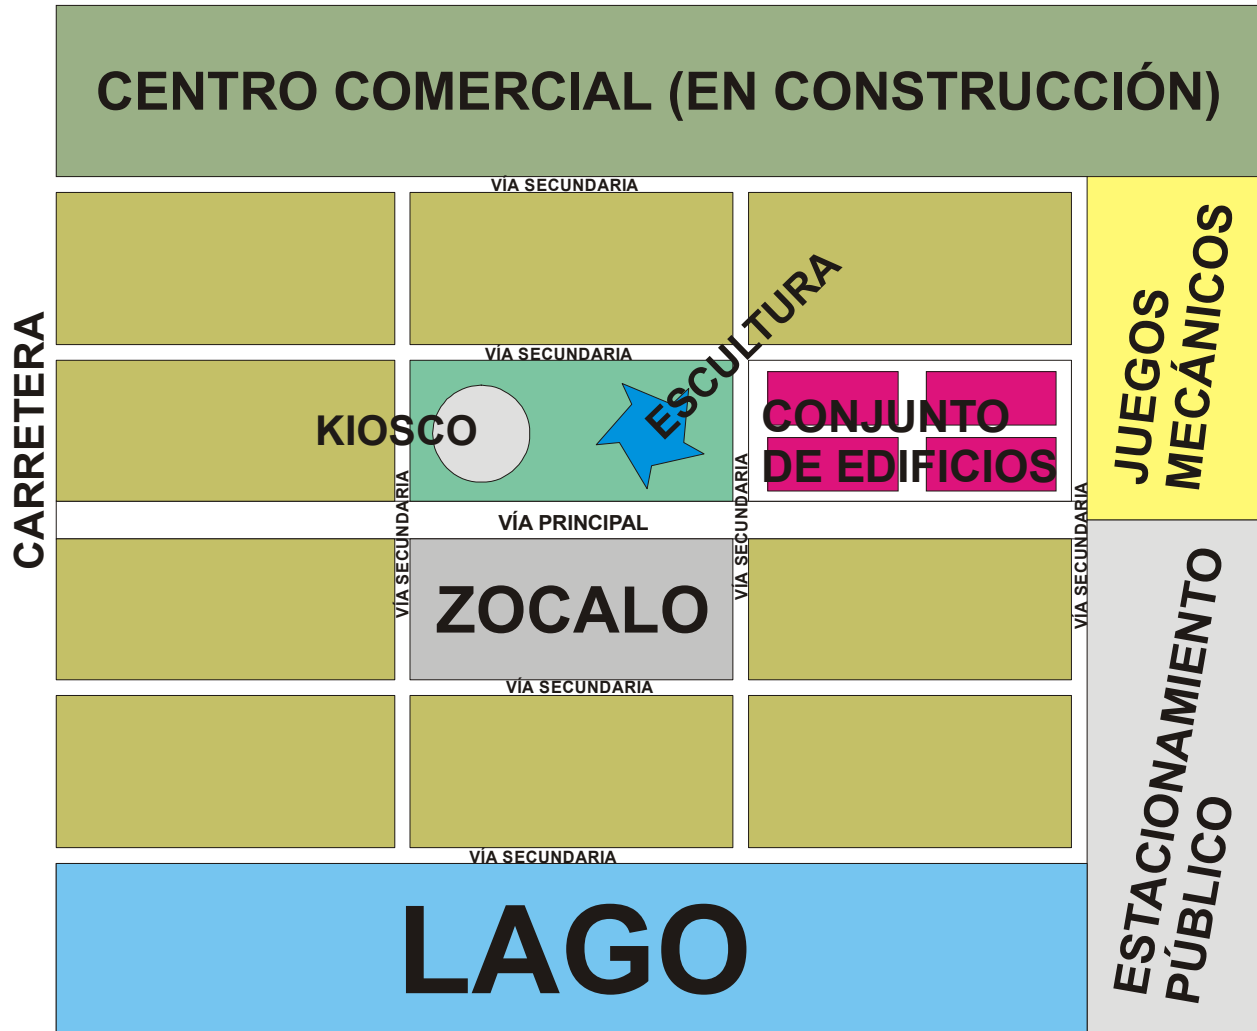 CENTRO COMERCIAL (EN CONSTRUCCIÓN)
VÍA SECUNDARIA
CARRETERA
JUEGOS
MECÁNICOS
VÍA SECUNDARIA
ESCULTURA
KIOSCO
CONJUNTO
DE EDIFICIOS
VÍA SECUNDARIA
VÍA PRINCIPAL
VÍA SECUNDARIA
VÍA SECUNDARIA
ZOCALO
VÍA SECUNDARIA
ESTACIONAMIENTO
PÚBLICO
VÍA SECUNDARIA
LAGO